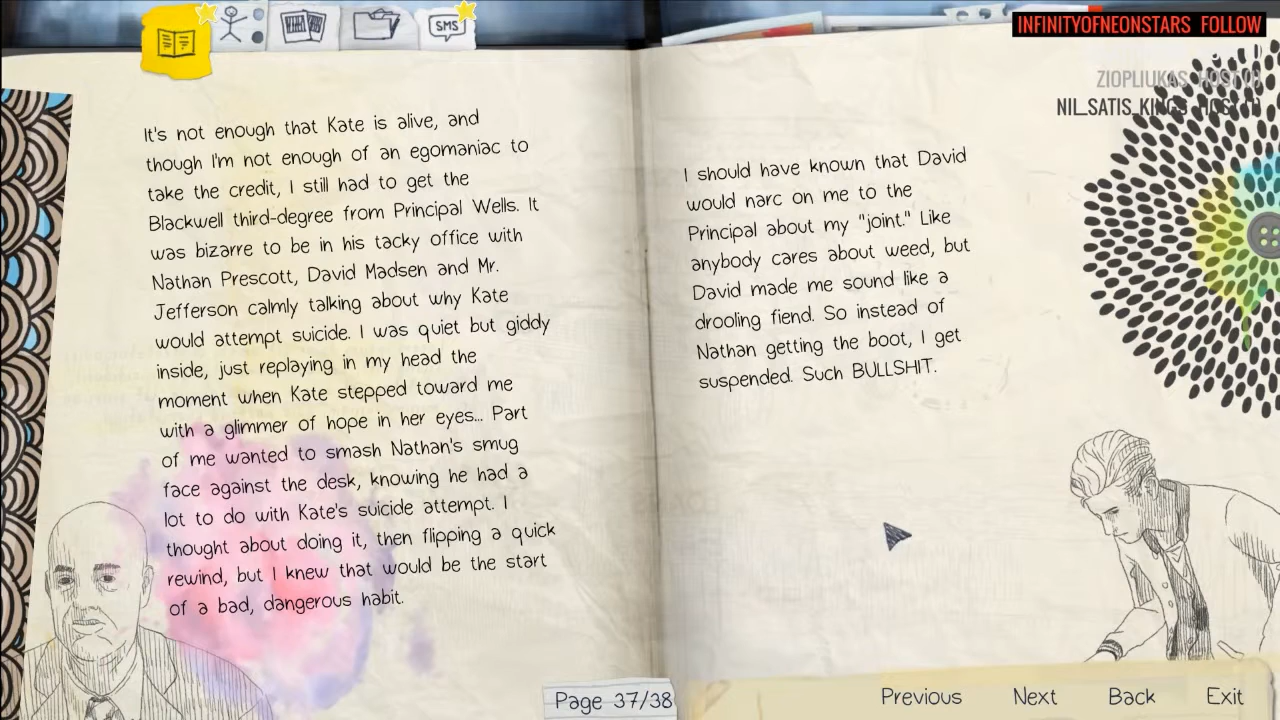 SMS
INFINITYOFNEONSTARS FOLLOW
ZIOPLIUKAS HOST (1)
NIL_SATIS_KINGS HOST (1)
It's not enough that Kate is alive, and
though I'm not enough of an egomaniac to
take the credit, I still had to get the
Blackwell third-degree from Principal Wells. It
was bizarre to be in his tacky office with
Nathan Prescott, David Madsen and Mr.
Jefferson calmly talking about why Kate
would attempt suicide. I was quiet but giddy
inside, just replaying in my head the
moment when Kate stepped toward me
with a glimmer of hope in her eyes... Part
of me wanted to smash Nathan's smug
face against the desk, knowing he had a
lot to do with Kate's suicide attempt. I
thought about doing it, then flipping a quick
rewind, but I knew that would be the start
of a bad, dangerous habit.
I should have known that David
would narc on me to the
Principal about my "joint." Like
anybody cares about weed, but
David made me sound like a
drooling fiend. So instead of
Nathan getting the boot, I get
suspended. Such BULLSHIT.
Page 37/38
Previous Next Back Exit